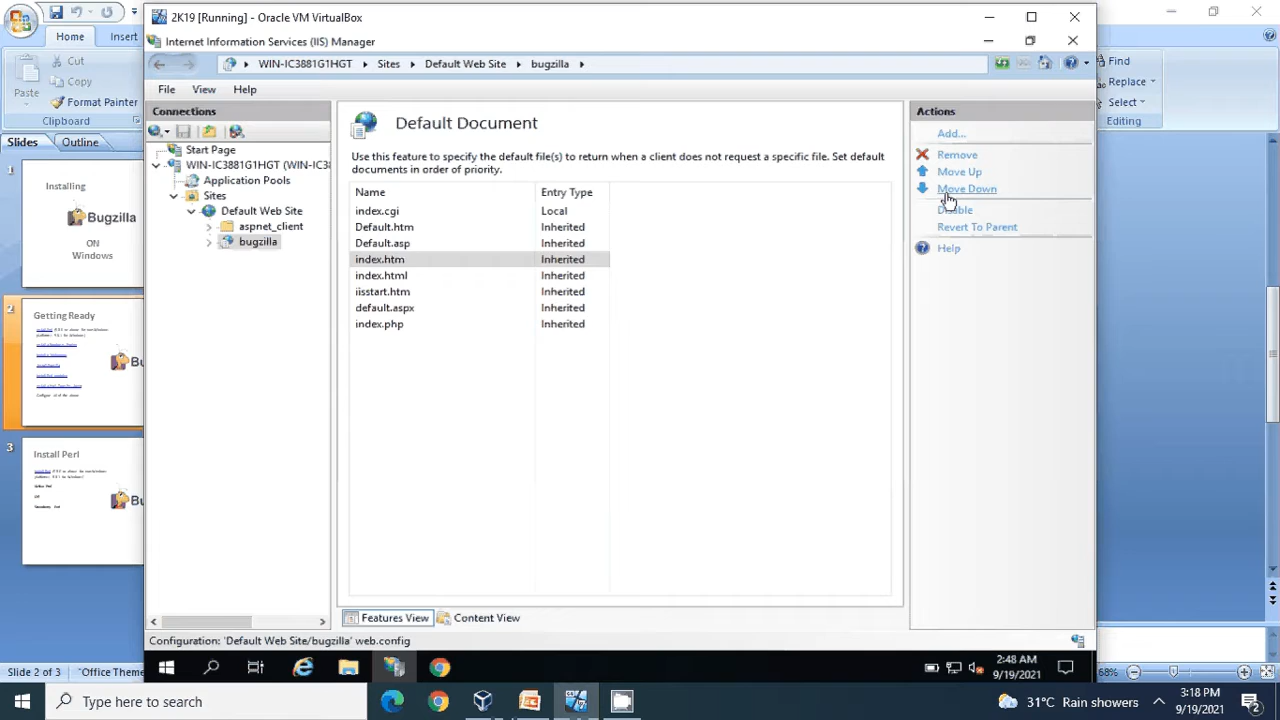 2K19 [Running] - Oracle VM VirtualBox
Internet Information Services (IIS) Manager
WIN-IC3881G1HGT
Sites
Default Web Site
bugzilla
File
View
Help
Home
Insert
Cut
Copy
Format Painter
Paste
Clipboard
Find
Replace
Select
Editing
Slides
Outline
1
Installing
Bugzilla
ON
Windows
2
Getting Ready
Bu
3
Install Perl
Bu
Connections
Start Page
WIN-IC3881G1HGT (WIN-IC3
Application Pools
Sites
Default Web Site
aspnet_client
bugzilla
Default Document
Use this feature to specify the default file(s) to return when a client does not request a specific file. Set default
documents in order of priority.
Name Entry Type
index.cgi Local
Default.htm Inherited
Default.asp Inherited
index.htm Inherited
index.html Inherited
iisstart.htm Inherited
default.aspx Inherited
index.php Inherited
Features View
Content View
Actions
Add...
Remove
Move Up
Move Down
Disable
Revert To Parent
Help
Configuration: 'Default Web Site/bugzilla' web.config
2:48 AM
9/19/2021
Slide 2 of 3
"Office Theme
68%
Type here to search
31°C Rain showers
3:18 PM
9/19/2021
2